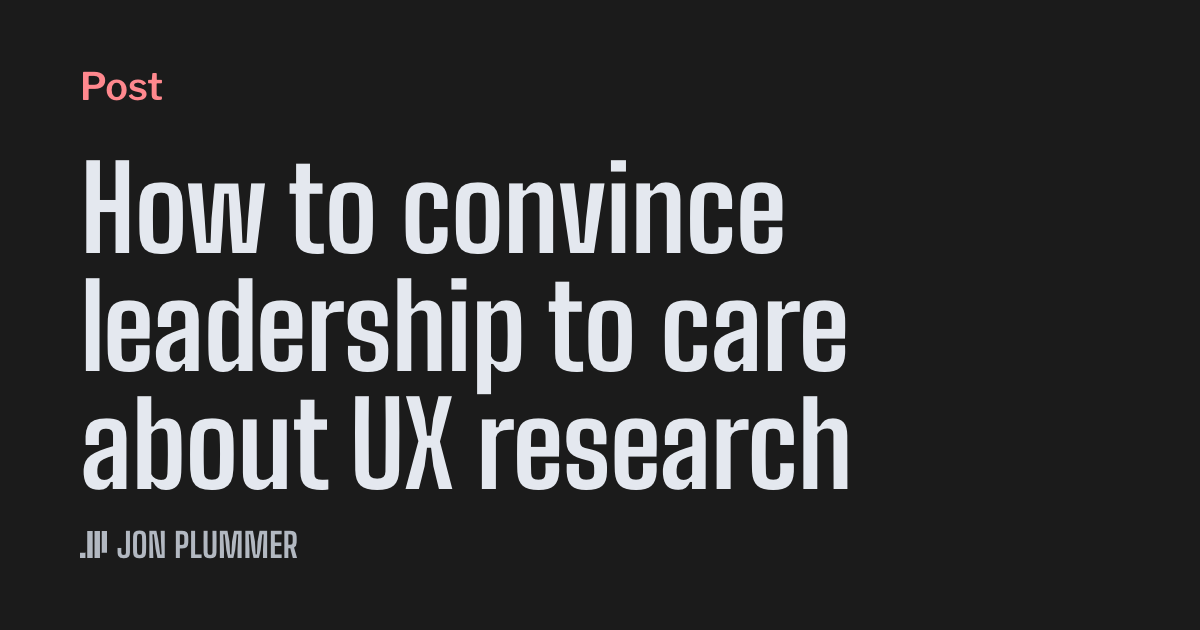 Post
How to convince
leadership to care
about UX research
JON PLUMMER